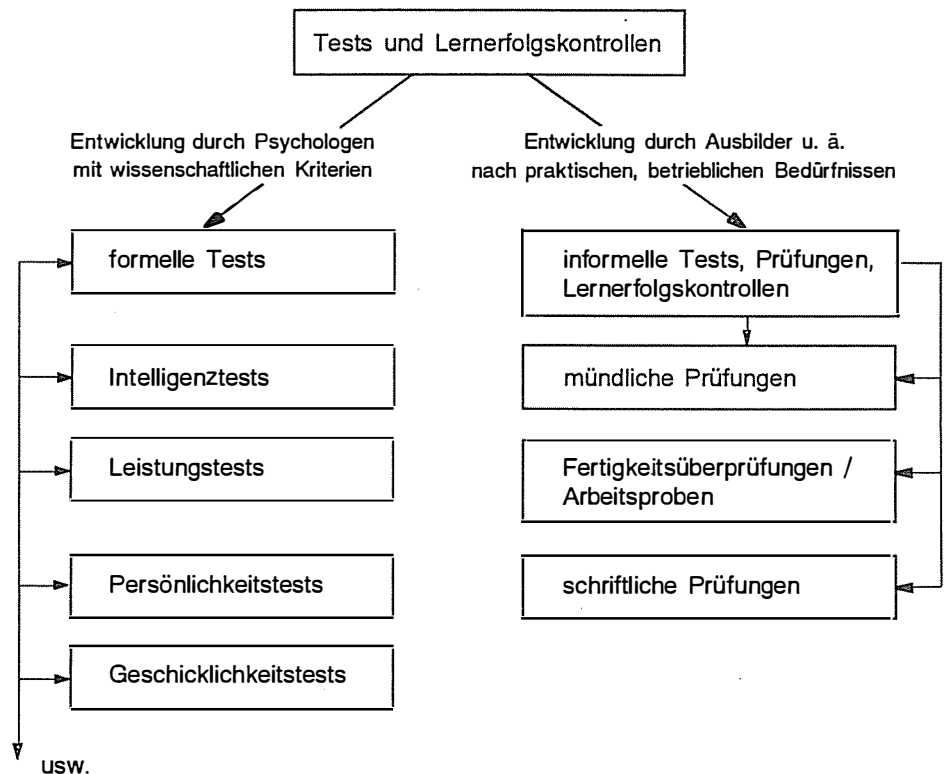 Tests und Lernerfolgskontrollen
Entwicklung durch Psychologen
mit wissenschaftlichen Kriterien
Entwicklung durch Ausbilder u. ä.
nach praktischen, betrieblichen Bedürfnissen
formelle Tests
Intelligenztests
Leistungstests
Persönlichkeitstests
Geschicklichkeitstests
usw.
informelle Tests, Prüfungen,
Lernerfolgskontrollen
mündliche Prüfungen
Fertigkeitsüberprüfungen /
Arbeitsproben
schriftliche Prüfungen